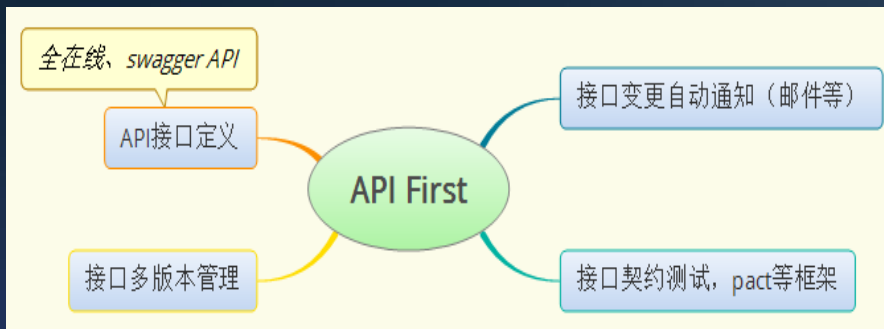 全在线、swagger API
API接口定义
接口多版本管理
API First
接口变更自动通知（邮件等）
接口契约测试，pact等框架